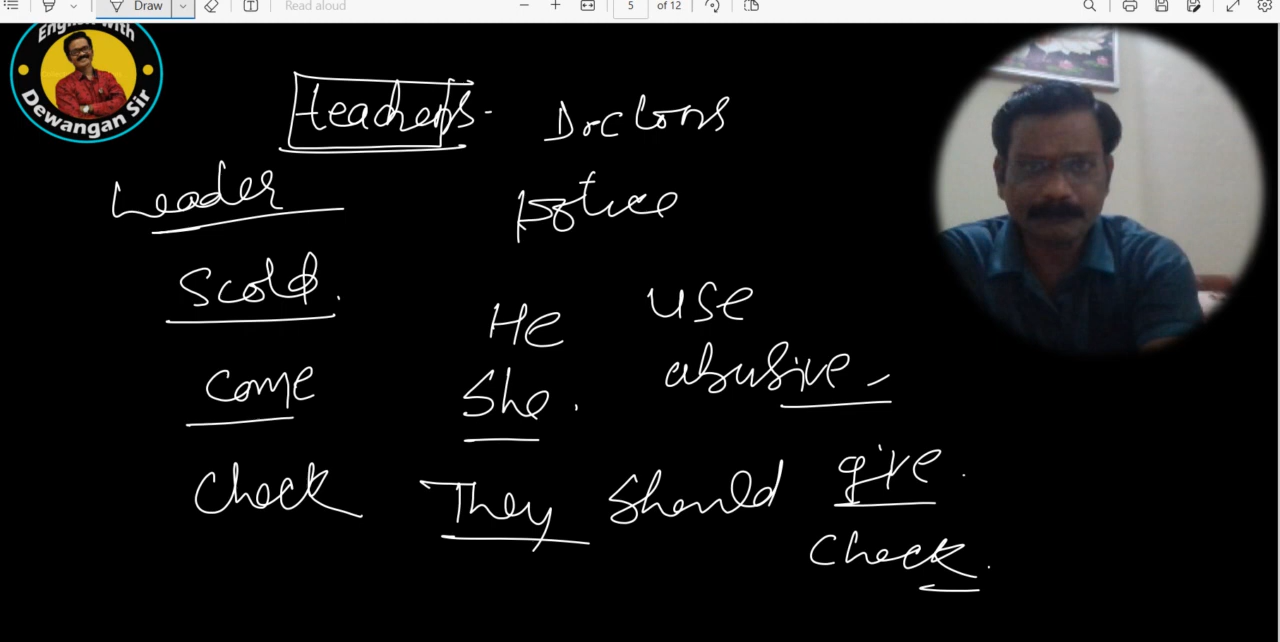 Draw
Read aloud
5 of 12
English with
Dewangan Sir
Teachers - Doctors
Leader police
Scold.
He use
Come She. abusive -
Check They should give.
Check.